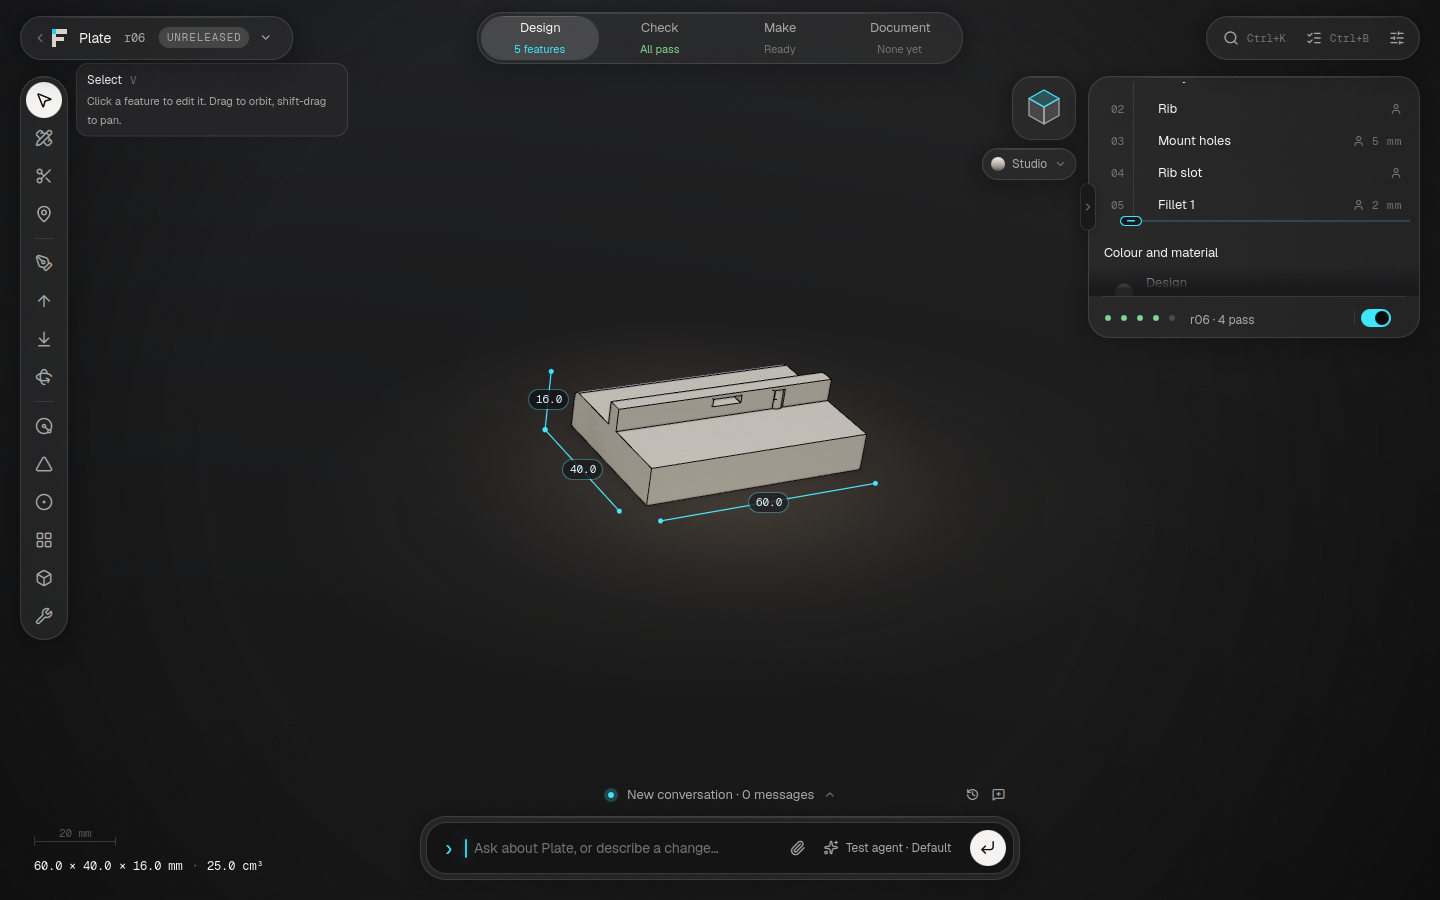 Plate r06 UNRELEASED
Design
5 features
Check
All pass
Make
Ready
Document
None yet
Ctrl+K
Ctrl+B
Select V
Click a feature to edit it. Drag to orbit, shift-drag
to pan.
Studio
02 Rib
03 Mount holes 5 mm
04 Rib slot
05 Fillet 1 2 mm
Colour and material
Design
r06 · 4 pass
16.0
40.0
60.0
New conversation · 0 messages
Ask about Plate, or describe a change…
Test agent · Default
20 mm
60.0 × 40.0 × 16.0 mm · 25.0 cm³